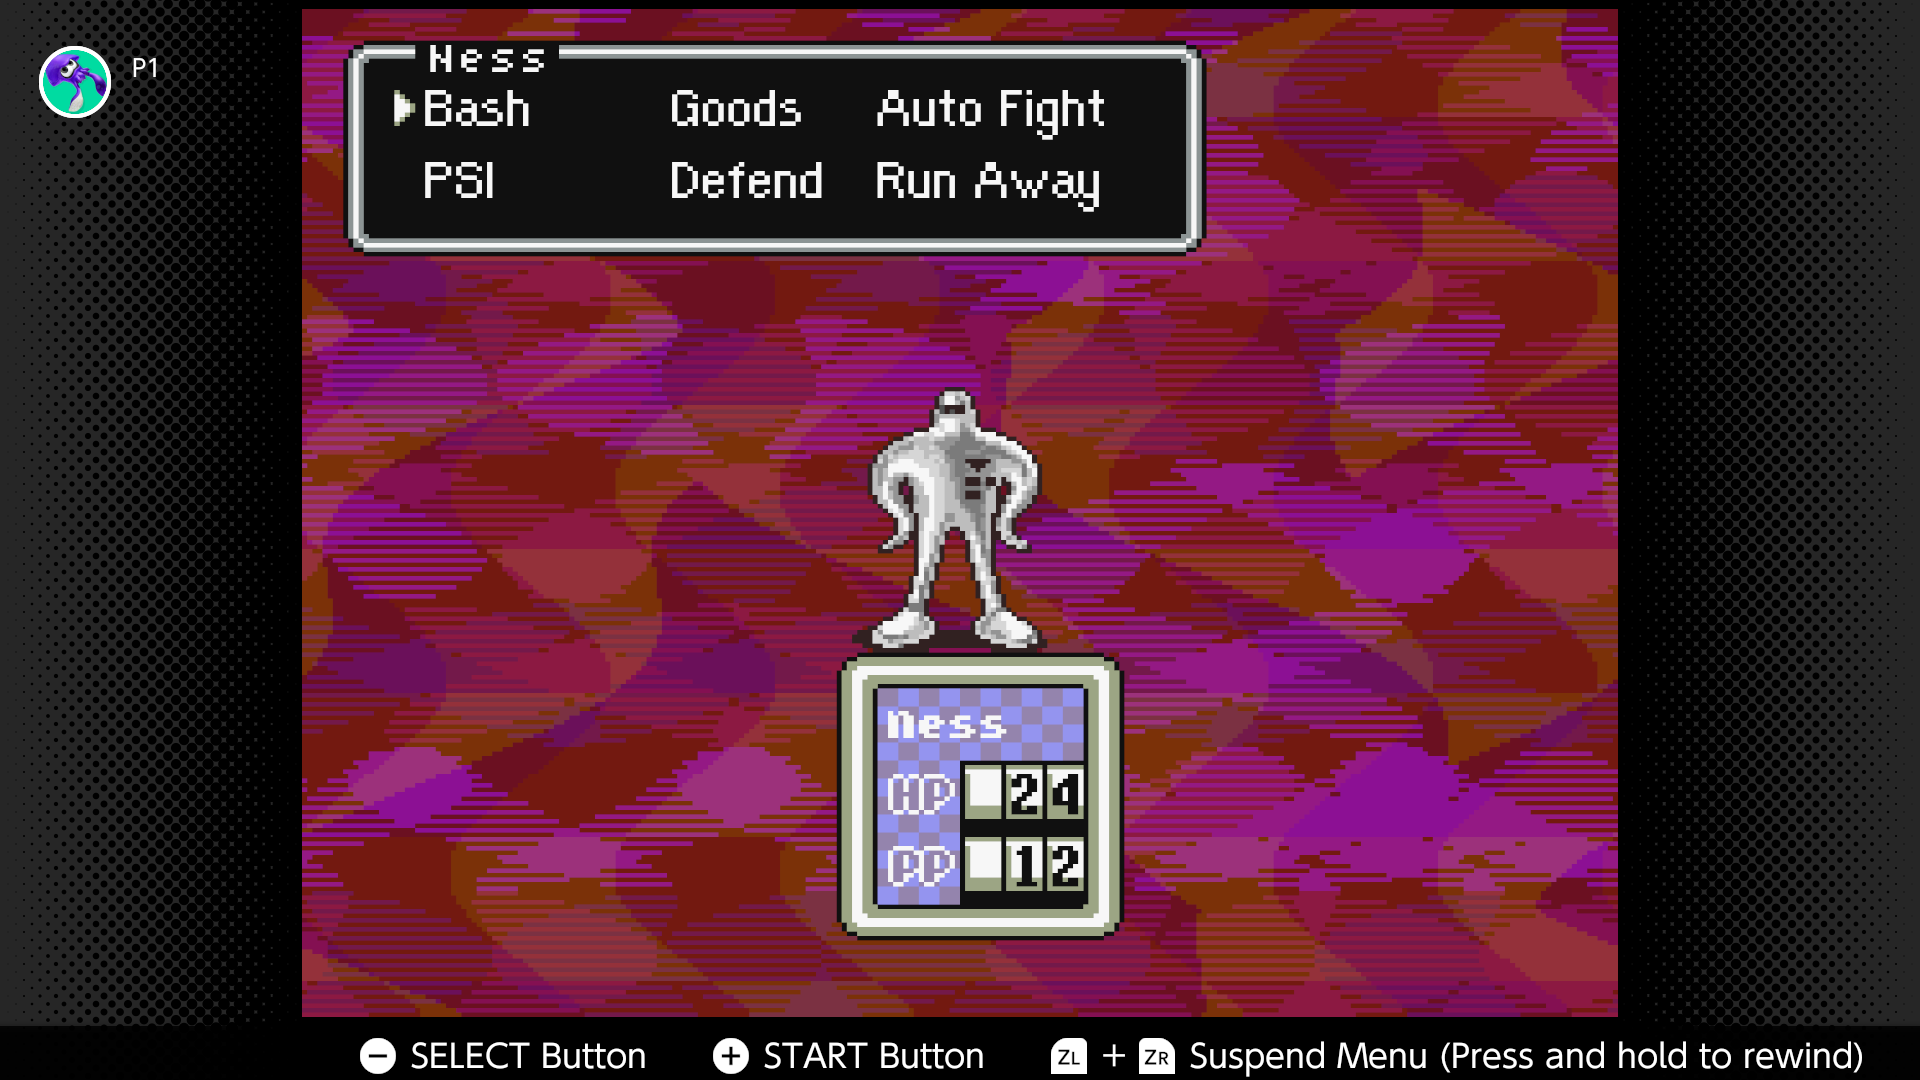 P1
Ness
Bash Goods Auto Fight
PSI Defend Run Away
Ness
HP 24
PP 12
SELECT Button START Button ZL + ZR Suspend Menu (Press and hold to rewind)